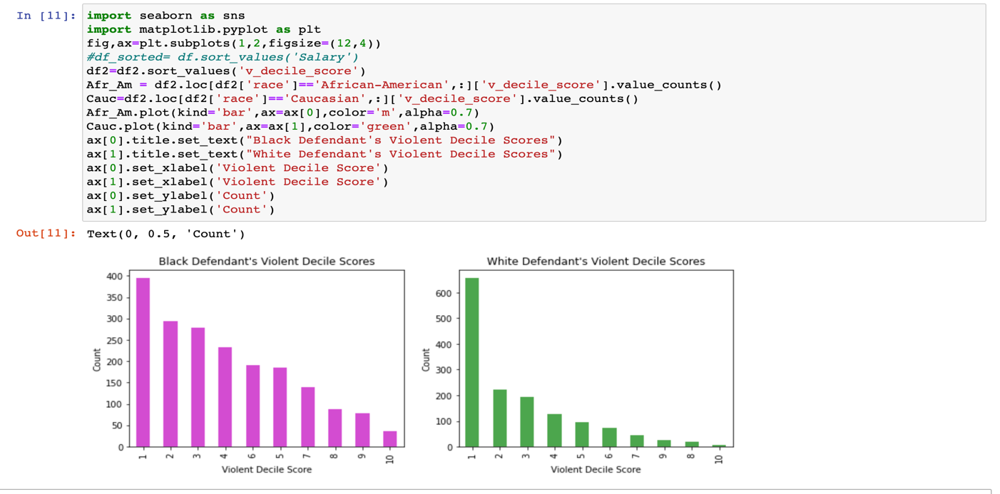 In [11]:
import seaborn as sns
import matplotlib.pyplot as plt
fig,ax=plt.subplots(1,2,figsize=(12,4))
#df_sorted= df.sort_values('Salary')
df2=df2.sort_values('v_decile_score')
Afr_Am = df2.loc[df2['race']=='African-American',:]['v_decile_score'].value_counts()
Cauc=df2.loc[df2['race']=='Caucasian',:]['v_decile_score'].value_counts()
Afr_Am.plot(kind='bar',ax=ax[0],color='m',alpha=0.7)
Cauc.plot(kind='bar',ax=ax[1],color='green',alpha=0.7)
ax[0].title.set_text("Black Defendant's Violent Decile Scores")
ax[1].title.set_text("White Defendant's Violent Decile Scores")
ax[0].set_xlabel('Violent Decile Score')
ax[1].set_xlabel('Violent Decile Score')
ax[0].set_ylabel('Count')
ax[1].set_ylabel('Count')
Out[11]: Text(0, 0.5, 'Count')
Black Defendant's Violent Decile Scores
400
350
300
250
200
150
100
50
0
Count
1 2 3 4 6 5 7 8 9 10
Violent Decile Score
White Defendant's Violent Decile Scores
600
500
400
300
200
100
0
Count
1 2 3 4 5 6 7 9 8 10
Violent Decile Score